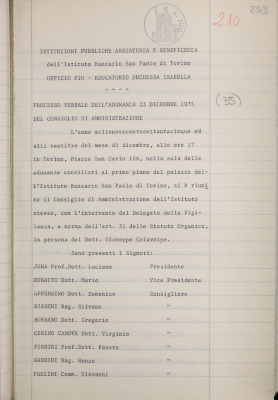 253
210
(35)
ISTITUZIONI PUBBLICHE ASSISTENZA E BENEFICENZA
dell'Istituto Bancario San Paolo di Torino
UFFICIO PIO - EDUCATORIO DUCHESSA ISABELLA
- - - -
PROCESSO VERBALE DELL'ADUNANZA 23 DICEMBRE 1975
DEL CONSIGLIO DI AMMINISTRAZIONE
L'anno millenovecentosettantacinque ed
alli ventitre del mese di dicembre, alle ore 17
in Torino, Piazza San Carlo 156, nella sala delle
adunanze consiliari al primo piano del palazzo del-
l'Istituto Bancario San Paolo di Torino, si è riuni
to il Consiglio di Amministrazione dell'Istituto
stesso, con l'intervento del Delegato della Vigi-
lanza, a norma dell'art. 31 dello Statuto Organico,
in persona del Dott. Giuseppe Colavolpe.
Sono presenti i Signori:
JONA Prof.Dott. Luciano Presidente
Dott. Mario Vice Presidente
APPENDINO Dott. Domenico Consigliere
BIANCHI Rag. Silvano "
BORSANO Dott. Gregorio "
CESINO CANOVA Dott. Virginio "
FIORINI Prof.Dott. Fausto "
GANDINI Rag. Renzo "
PANZINI Comm. Giovanni "